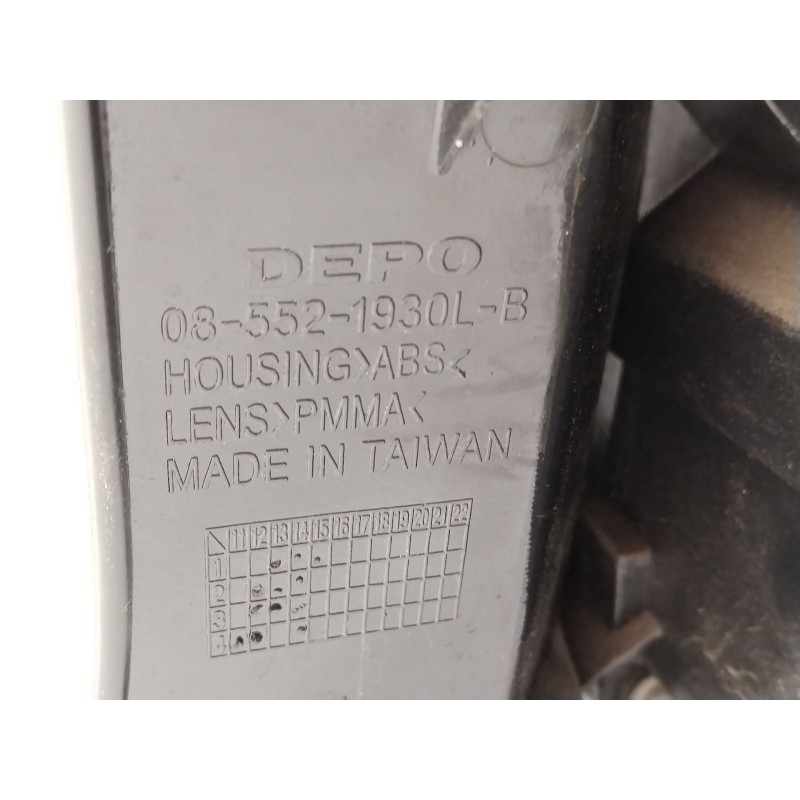 DEPO
08-552-1930L-B
HOUSING>ABS<
LENS>PMMA<
MADE IN TAIWAN
11 12 13 14 15 16 17 18 19 20 21 22
1
2
3
4